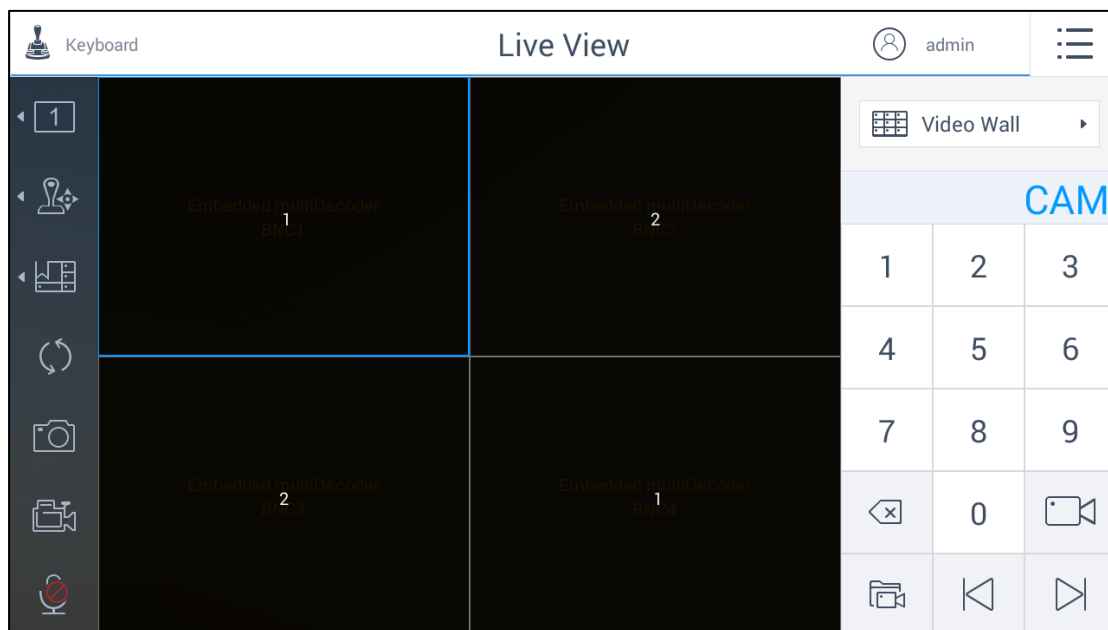 Keyboard
Live View
admin
1
Video Wall
CAM
Embedded multiDecoder
BNC1
1
Embedded multiDecoder
BNC2
2
Embedded multiDecoder
BNC3
2
Embedded multiDecoder
BNC4
1
1 2 3
4 5 6
7 8 9
0